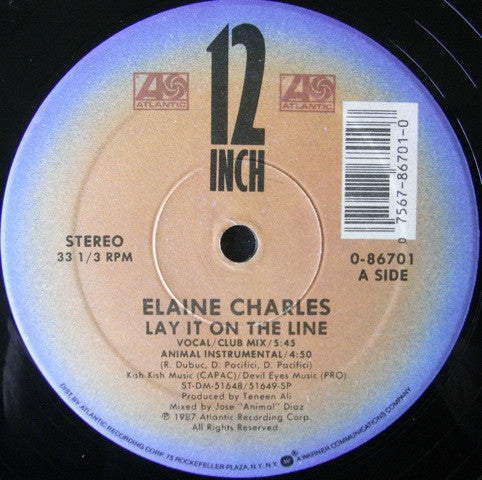 12
INCH
ATLANTIC
ATLANTIC
0 7567-86701-0
STEREO
33 1/3 RPM
0-86701
A SIDE
ELAINE CHARLES
LAY IT ON THE LINE
VOCAL/CLUB MIX/5:45
ANIMAL INSTRUMENTAL/4:50
(R. Dubuc, D. Pacifici, D. Pacifici)
Kish Kish Music (CAPAC)/Devil Eyes Music (PRO)
ST-DM-51648/51649-SP
Produced by Teneen Ali
Mixed by Jose "Animal" Diaz
℗ 1987 Atlantic Recording Corp.
All Rights Reserved.
DIST. BY ATLANTIC RECORDING CORP. 75 ROCKEFELLER PLAZA, N.Y. N.Y. W A WARNER COMMUNICATIONS COMPANY